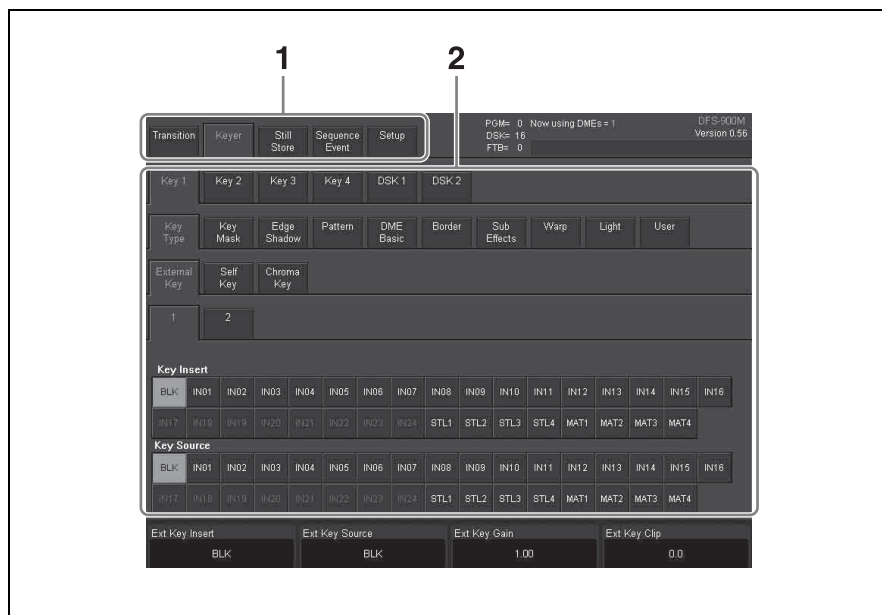 1 2
Transition Keyer Still Store Sequence Event Setup
PGM= 0 Now using DMEs = 1 DFS-900M
DSK= 16 Version 0.56
FTB= 0
Key 1 Key 2 Key 3 Key 4 DSK 1 DSK 2
Key Type Key Mask Edge Shadow Pattern DME Basic Border Sub Effects Warp Light User
External Key Self Key Chroma Key
1 2
Key Insert
BLK IN01 IN02 IN03 IN04 IN05 IN06 IN07 IN08 IN09 IN10 IN11 IN12 IN13 IN14 IN15 IN16
IN17 IN18 IN19 IN20 IN21 IN22 IN23 IN24 STL1 STL2 STL3 STL4 MAT1 MAT2 MAT3 MAT4
Key Source
BLK IN01 IN02 IN03 IN04 IN05 IN06 IN07 IN08 IN09 IN10 IN11 IN12 IN13 IN14 IN15 IN16
IN17 IN18 IN19 IN20 IN21 IN22 IN23 IN24 STL1 STL2 STL3 STL4 MAT1 MAT2 MAT3 MAT4
Ext Key Insert Ext Key Source Ext Key Gain Ext Key Clip
BLK BLK 1.00 0.0